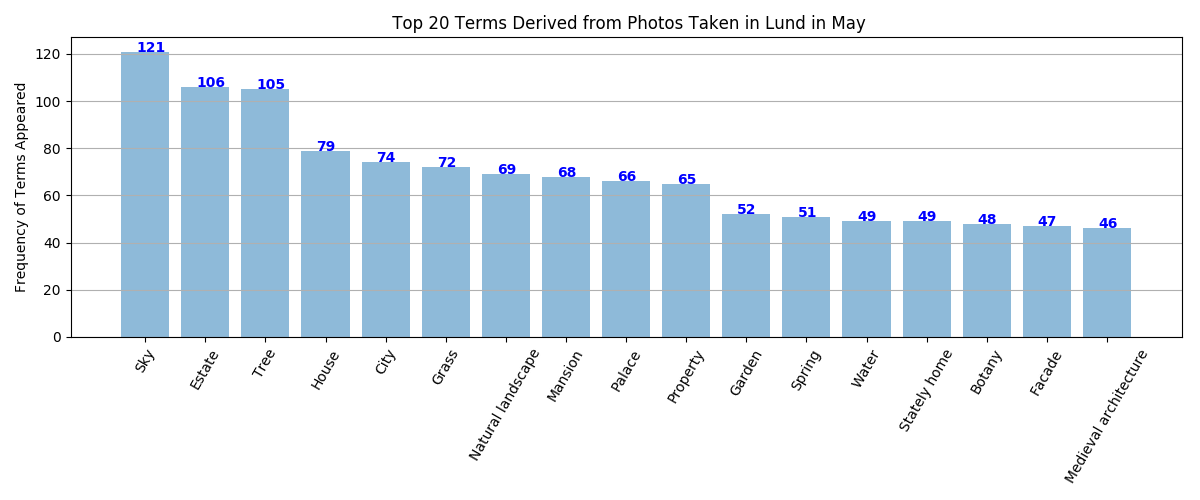 Top 20 Terms Derived from Photos Taken in Lund in May
Frequency of Terms Appeared
120
100
80
60
40
20
0
121
106
105
79
74
72
69
68
66
65
52
51
49
49
48
47
46
Sky
Estate
Tree
House
City
Grass
Natural landscape
Mansion
Palace
Property
Garden
Spring
Water
Stately home
Botany
Facade
Medieval architecture